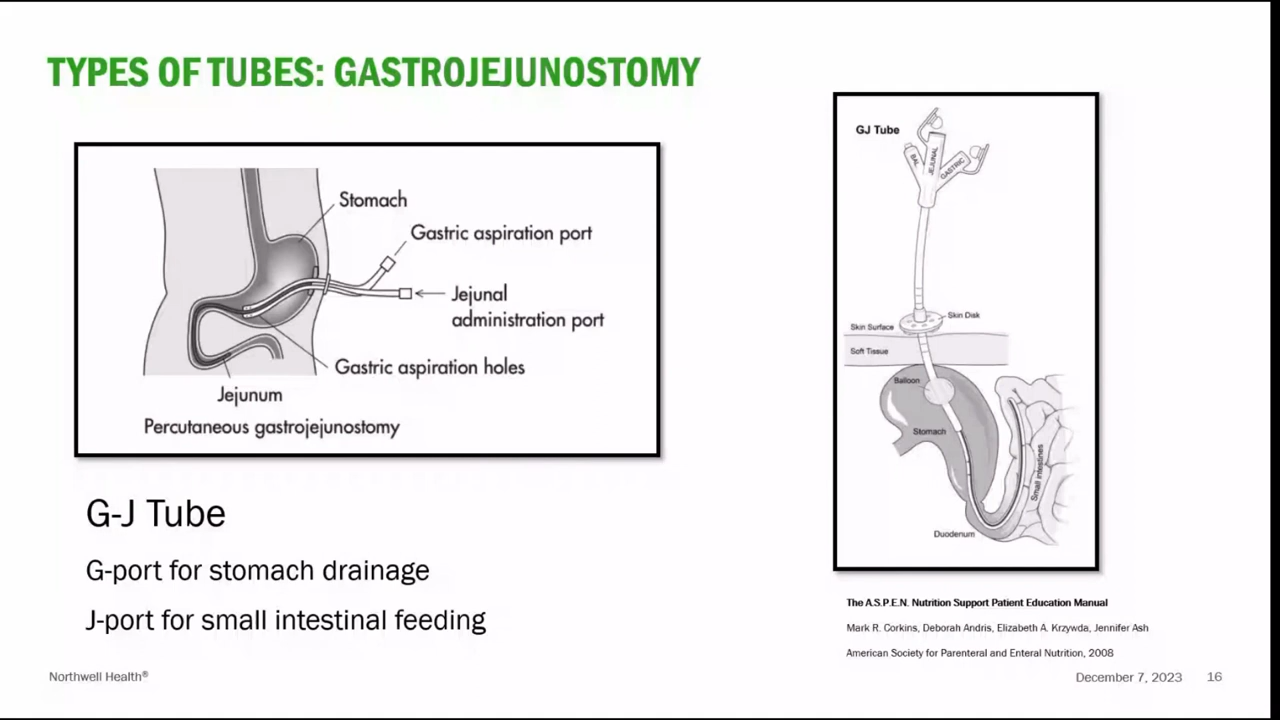 TYPES OF TUBES: GASTROJEJUNOSTOMY
Stomach
Gastric aspiration port
Jejunal
administration port
Gastric aspiration holes
Jejunum
Percutaneous gastrojejunostomy
G-J Tube
G-port for stomach drainage
J-port for small intestinal feeding
GJ Tube
BAL
JEJUNAL
GASTRIC
Skin Disk
Skin Surface
Soft Tissue
Balloon
Stomach
Small intestines
Duodenum
The A.S.P.E.N. Nutrition Support Patient Education Manual
Mark R. Corkins, Deborah Andris, Elizabeth A. Krzywda, Jennifer Ash
American Society for Parenteral and Enteral Nutrition, 2008
Northwell Health®
December 7, 2023 16